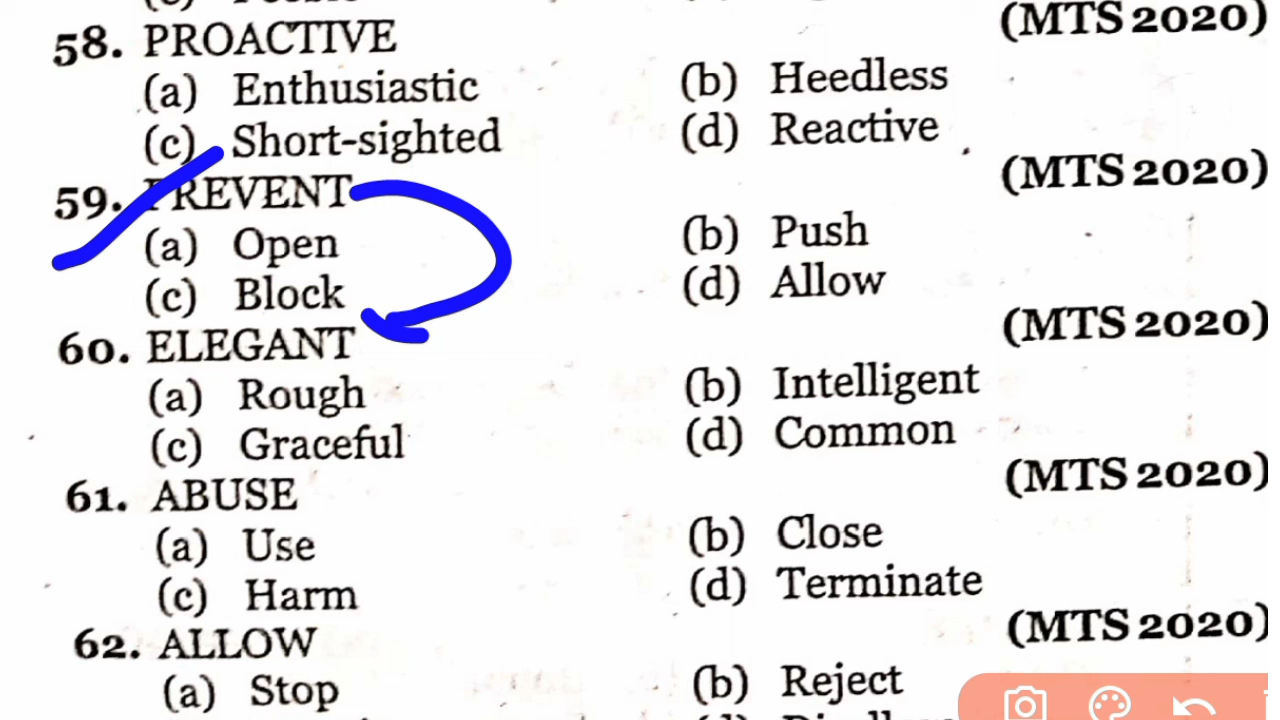 (MTS 2020)
58. PROACTIVE
(a) Enthusiastic (b) Heedless
(c) Short-sighted (d) Reactive
(MTS 2020)
59. PREVENT
(a) Open (b) Push
(c) Block (d) Allow
(MTS 2020)
60. ELEGANT
(a) Rough (b) Intelligent
(c) Graceful (d) Common
(MTS 2020)
61. ABUSE
(a) Use (b) Close
(c) Harm (d) Terminate
(MTS 2020)
62. ALLOW
(a) Stop (b) Reject